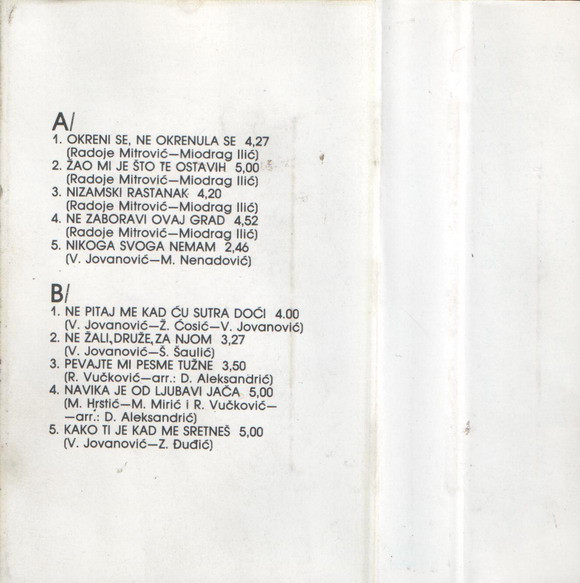 A/
1. OKRENI SE, NE OKRENULA SE 4,27
(Radoje Mitrović—Miodrag Ilić)
2. ŽAO MI JE ŠTO TE OSTAVIH 5,00
(Radoje Mitrović—Miodrag Ilić)
3. NIZAMSKI RASTANAK 4,20
(Radoje Mitrović—Miodrag Ilić)
4. NE ZABORAVI OVAJ GRAD 4,52
(Radoje Mitrović—Miodrag Ilić)
5. NIKOGA SVOGA NEMAM 2,46
(V. Jovanović—M. Nenadović)
B/
1. NE PITAJ ME KAD ĆU SUTRA DOĆI 4.00
(V. Jovanović—Ž. Ćosić—V. Jovanović)
2. NE ŽALI,DRUŽE,ZA NJOM 3,27
(V. Jovanović—Š. Šaulić)
3. PEVAJTE MI PESME TUŽNE 3,50
(R. Vučković—arr.: D. Aleksandrić)
4. NAVIKA JE OD LJUBAVI JAČA 5,00
(M. Hrstić—M. Mirić i R. Vučković—
—arr.: D. Aleksandrić)
5. KAKO TI JE KAD ME SRETNEŠ 5,00
(V. Jovanović—Z. Đuđić)